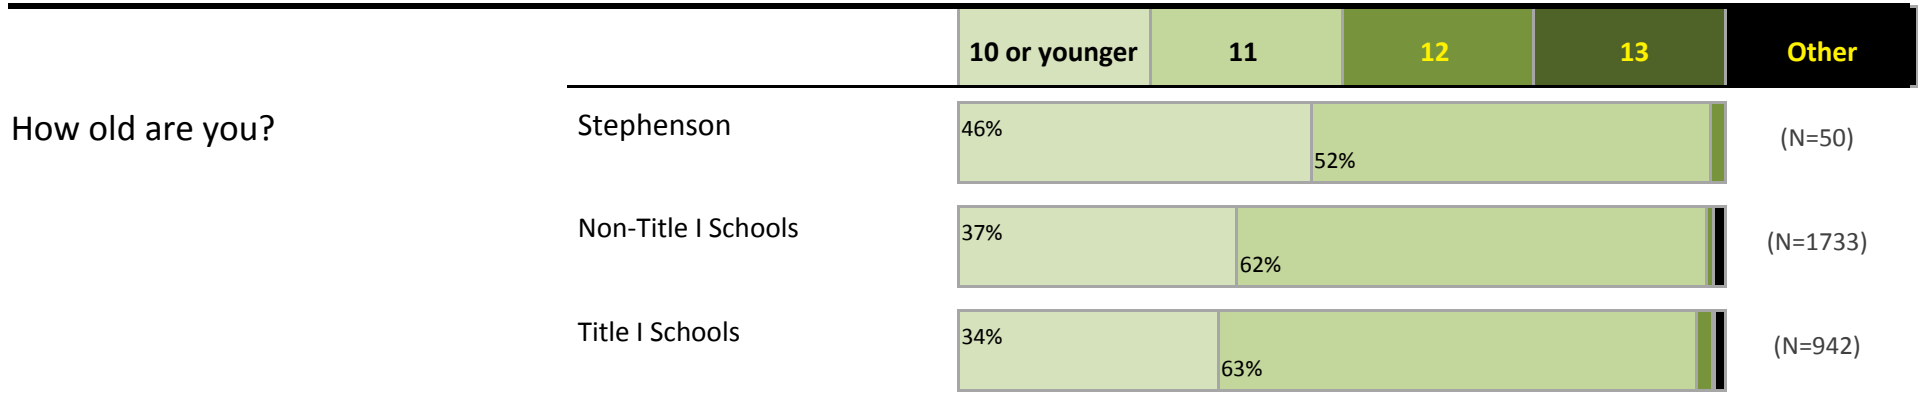 10 or younger 11 12 13 Other
How old are you? Stephenson 46% 52% (N=50)
Non-Title I Schools 37% 62% (N=1733)
Title I Schools 34% 63% (N=942)